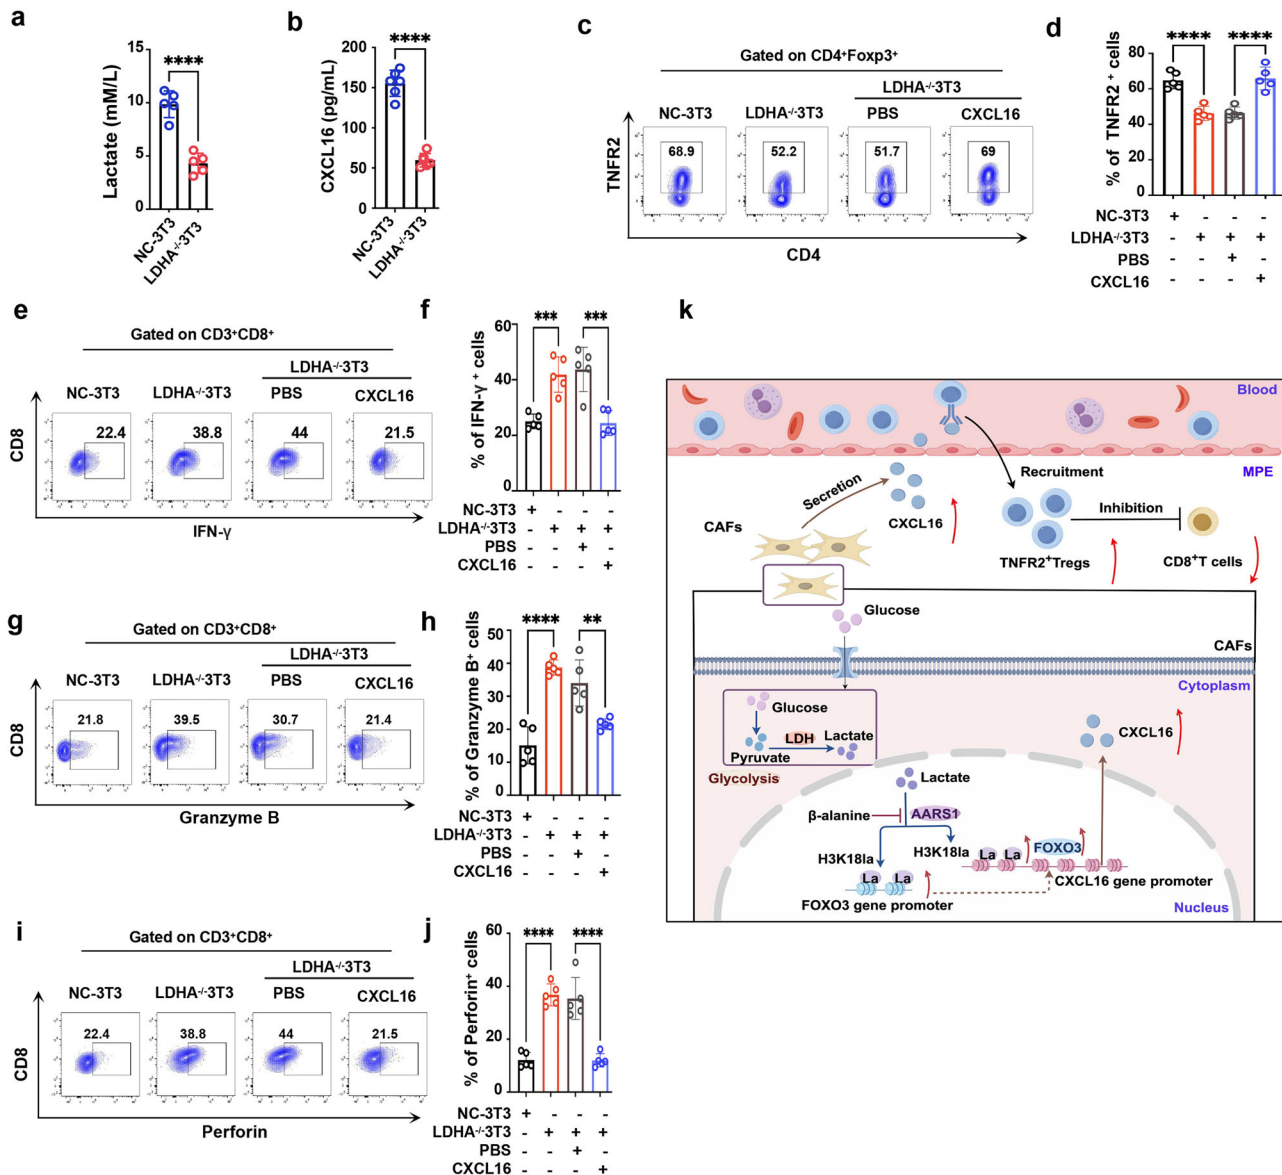 a
****
Lactate (mM/L)
15
10
5
0
NC-3T3
LDHA-/-3T3
b
****
CXCL16 (pg/mL)
200
150
100
50
0
NC-3T3
LDHA-/-3T3
c
Gated on CD4+Foxp3+
LDHA-/-3T3
NC-3T3 LDHA-/-3T3 PBS CXCL16
68.9 52.2 51.7 69
TNFR2
CD4
d
**** ****
% of TNFR2 + cells
80
60
40
20
0
NC-3T3 + - - -
LDHA-/-3T3 - + + +
PBS - - + -
CXCL16 - - - +
e
Gated on CD3+CD8+
LDHA-/-3T3
NC-3T3 LDHA-/-3T3 PBS CXCL16
22.4 38.8 44 21.5
CD8
IFN-γ
f
*** ***
% of IFN-γ + cells
60
40
20
0
NC-3T3 + - - -
LDHA-/-3T3 - + + +
PBS - - + -
CXCL16 - - - +
g
Gated on CD3+CD8+
LDHA-/-3T3
NC-3T3 LDHA-/-3T3 PBS CXCL16
21.8 39.5 30.7 21.4
CD8
Granzyme B
h
**** **
% of Granzyme B+ cells
50
40
30
20
10
0
NC-3T3 + - - -
LDHA-/-3T3 - + + +
PBS - - + -
CXCL16 - - - +
i
Gated on CD3+CD8+
LDHA-/-3T3
NC-3T3 LDHA-/-3T3 PBS CXCL16
22.4 38.8 44 21.5
CD8
Perforin
j
**** ****
% of Perforin+ cells
60
40
20
0
NC-3T3 + - - -
LDHA-/-3T3 - + + +
PBS - - + -
CXCL16 - - - +
k
Blood
MPE
Recruitment
Secretion
CXCL16
CAFs
Inhibition
TNFR2+Tregs
CD8+T cells
Glucose
CAFs
Cytoplasm
Glucose
LDH
Lactate
Pyruvate
Glycolysis
CXCL16
Lactate
β-alanine
AARS1
H3K18la
H3K18la
La La
FOXO3
La La
CXCL16 gene promoter
FOXO3 gene promoter
Nucleus